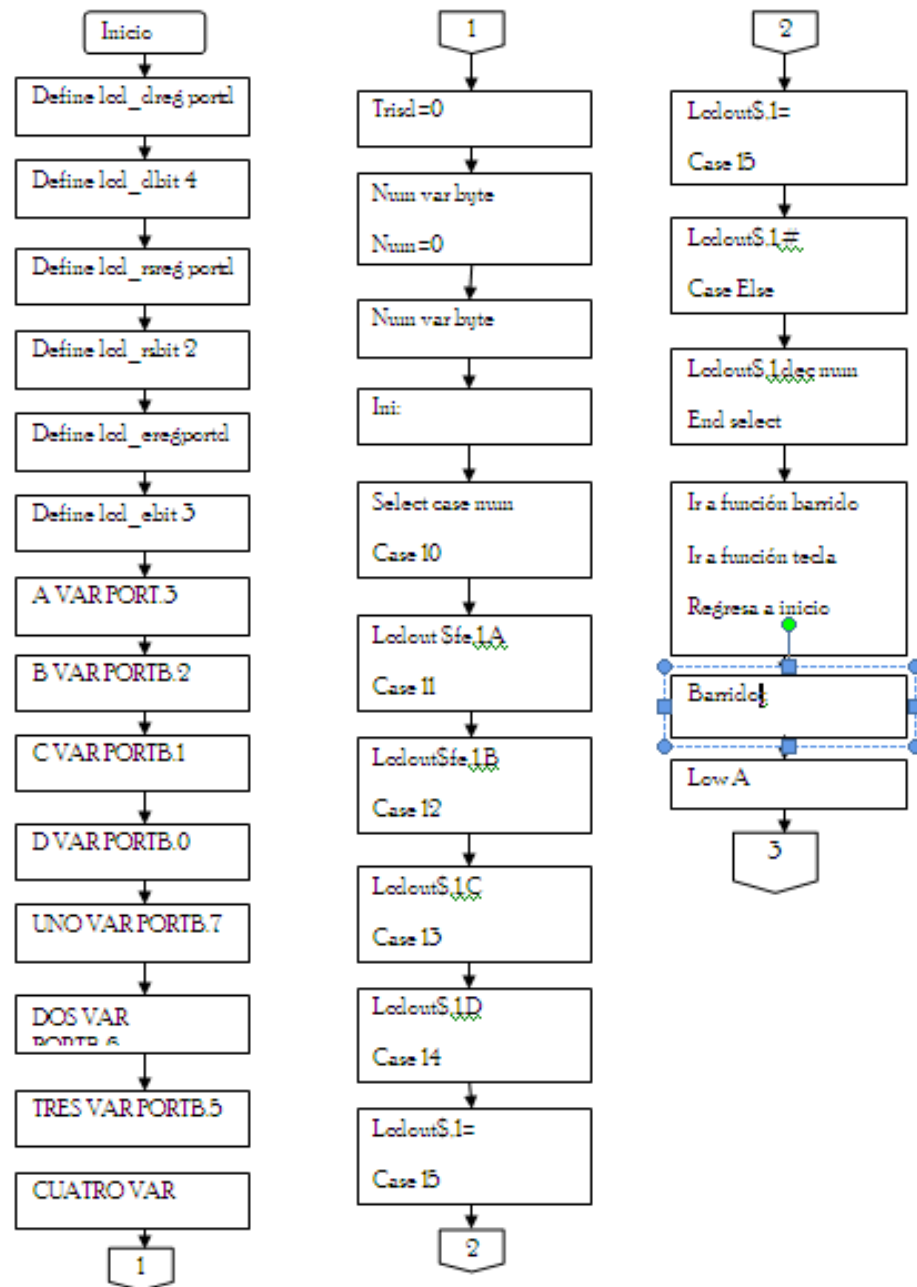 Inicio
Define lcd_dreg portd
Define lcd_dbit 4
Define lcd_rsreg portd
Define lcd_rsbit 2
Define lcd_eregportd
Define lcd_ebit 3
A VAR PORT.3
B VAR PORTB.2
C VAR PORTB.1
D VAR PORTB.0
UNO VAR PORTB.7
DOS VAR
PORTB.6
TRES VAR PORTB.5
CUATRO VAR
1
1
Trisd=0
Num var byte
Num=0
Num var byte
Ini:
Select case num
Case 10
Lcdout $fe,1,A
Case 11
Lcdout$fe,1,B
Case 12
Lcdout$,1,C
Case 13
Lcdout$,1,D
Case 14
Lcdout$,1=
Case 15
2
2
Lcdout$,1=
Case 15
Lcdout$,1,#
Case Else
Lcdout$,1,dec num
End select
Ir a función barrido
Ir a función tecla
Regresa a inicio
Barrido:
Low A
3